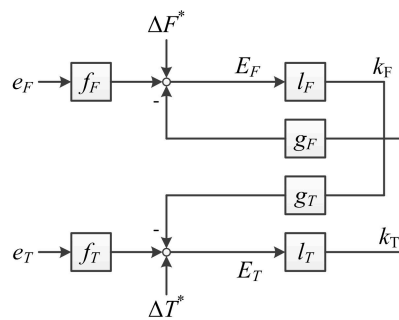 ΔF*
e_F f_F E_F l_F k_F
-
g_F
g_T
-
e_T f_T E_T l_T k_T
ΔT*